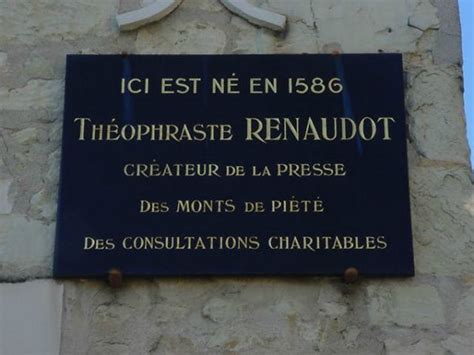 ICI EST NÉ EN 1586
THÉOPHRASTE RENAUDOT
CRÉATEUR DE LA PRESSE
DES MONTS DE PIÉTÉ
DES CONSULTATIONS CHARITABLES